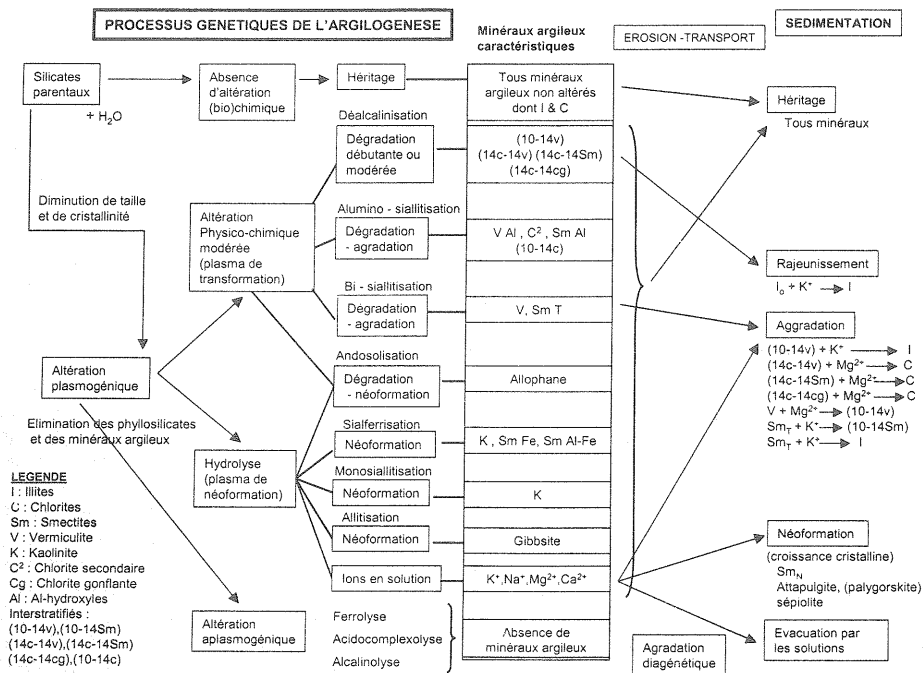 PROCESSUS GENETIQUES DE L'ARGILOGENESE
Minéraux argileux
caractéristiques
EROSION -TRANSPORT
SEDIMENTATION
Silicates
parentaux
+ H₂O
Absence
d'altération
(bio)chimique
Héritage
Tous minéraux
argileux non altérés
dont I & C
Héritage
Tous minéraux
Déalcalinisation
Dégradation
débutante ou
modérée
(10-14v)
(14c-14v) (14c-14Sm)
(14c-14cg)
Diminution de taille
et de cristallinité
Altération
Physico-chimique
modérée
(plasma de
transformation)
Alumino - siallitisation
Dégradation
- agradation
V Al , C² , Sm Al
(10-14c)
Rajeunissement
I₀ + K⁺ → I
Bi - siallitisation
Dégradation
- agradation
V, Sm T
Aggradation
(10-14v) + K⁺ → I
(14c-14v) + Mg²⁺ → C
(14c-14Sm) + Mg²⁺ → C
(14c-14cg) + Mg²⁺ → C
V + Mg²⁺ → (10-14v)
Sm_T + K⁺ → (10-14Sm)
Sm_T + K⁺ → I
Altération
plasmogénique
Andosolisation
Dégradation
- néoformation
Allophane
Elimination des phyllosilicates
et des minéraux argileux
Hydrolyse
(plasma de
néoformation)
Sialferrisation
Néoformation
K , Sm Fe, Sm Al-Fe
Monosiallitisation
Néoformation
K
Allitisation
Néoformation
Gibbsite
Ions en solution
K⁺,Na⁺,Mg²⁺,Ca²⁺
Néoformation
(croissance cristalline)
Sm_N
Attapulgite, (palygorskite)
sépiolite
LEGENDE
I : Illites
C : Chlorites
Sm : Smectites
V : Vermiculite
K : Kaolinite
C² : Chlorite secondaire
Cg : Chlorite gonflante
Al : Al-hydroxyles
Interstratifiés :
(10-14v),(10-14Sm)
(14c-14v),(14c-14Sm)
(14c-14cg),(10-14c)
Altération
aplasmogénique
Ferrolyse
Acidocomplexolyse
Alcalinolyse
Absence de
minéraux argileux
Agradation
diagénétique
Evacuation par
les solutions